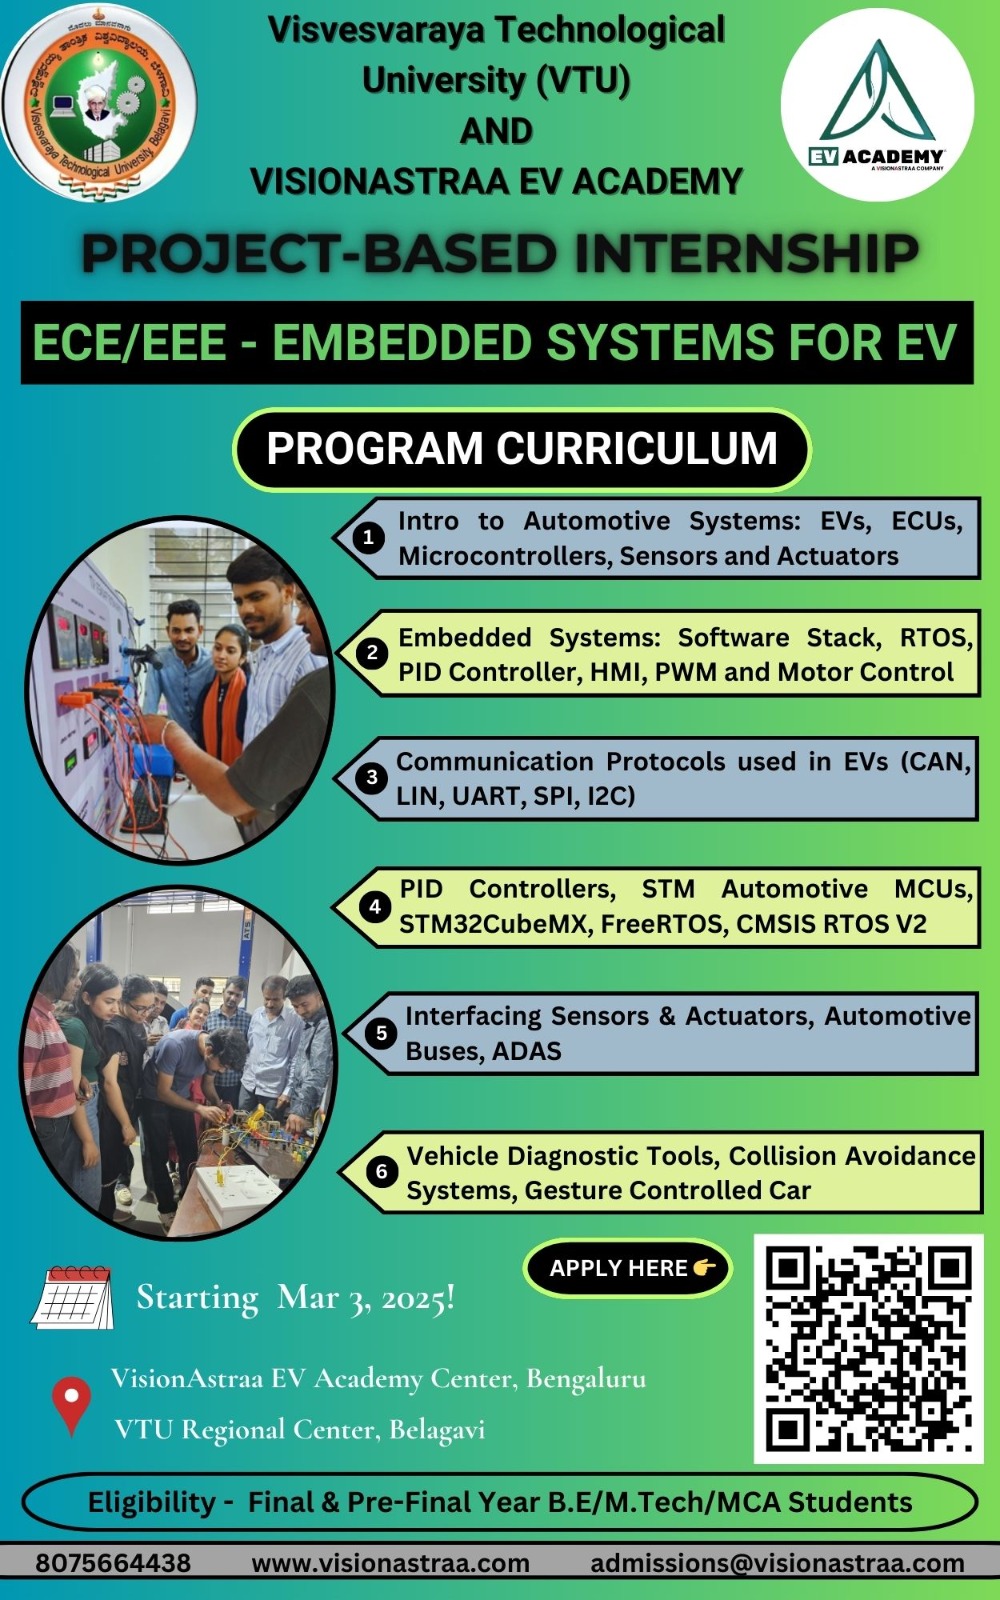 Visvesvaraya Technological
University (VTU)
AND
VISIONASTRAA EV ACADEMY
Visvesvaraya Technological University Belagavi
EV ACADEMY
A VISIONASTRAA COMPANY
PROJECT-BASED INTERNSHIP
ECE/EEE - EMBEDDED SYSTEMS FOR EV
PROGRAM CURRICULUM
1 Intro to Automotive Systems: EVs, ECUs,
Microcontrollers, Sensors and Actuators
2 Embedded Systems: Software Stack, RTOS,
PID Controller, HMI, PWM and Motor Control
3 Communication Protocols used in EVs (CAN,
LIN, UART, SPI, I2C)
4 PID Controllers, STM Automotive MCUs,
STM32CubeMX, FreeRTOS, CMSIS RTOS V2
5 Interfacing Sensors & Actuators, Automotive
Buses, ADAS
6 Vehicle Diagnostic Tools, Collision Avoidance
Systems, Gesture Controlled Car
APPLY HERE👉
Starting Mar 3, 2025!
VisionAstraa EV Academy Center, Bengaluru
VTU Regional Center, Belagavi
Eligibility - Final & Pre-Final Year B.E/M.Tech/MCA Students
8075664438 www.visionastraa.com admissions@visionastraa.com